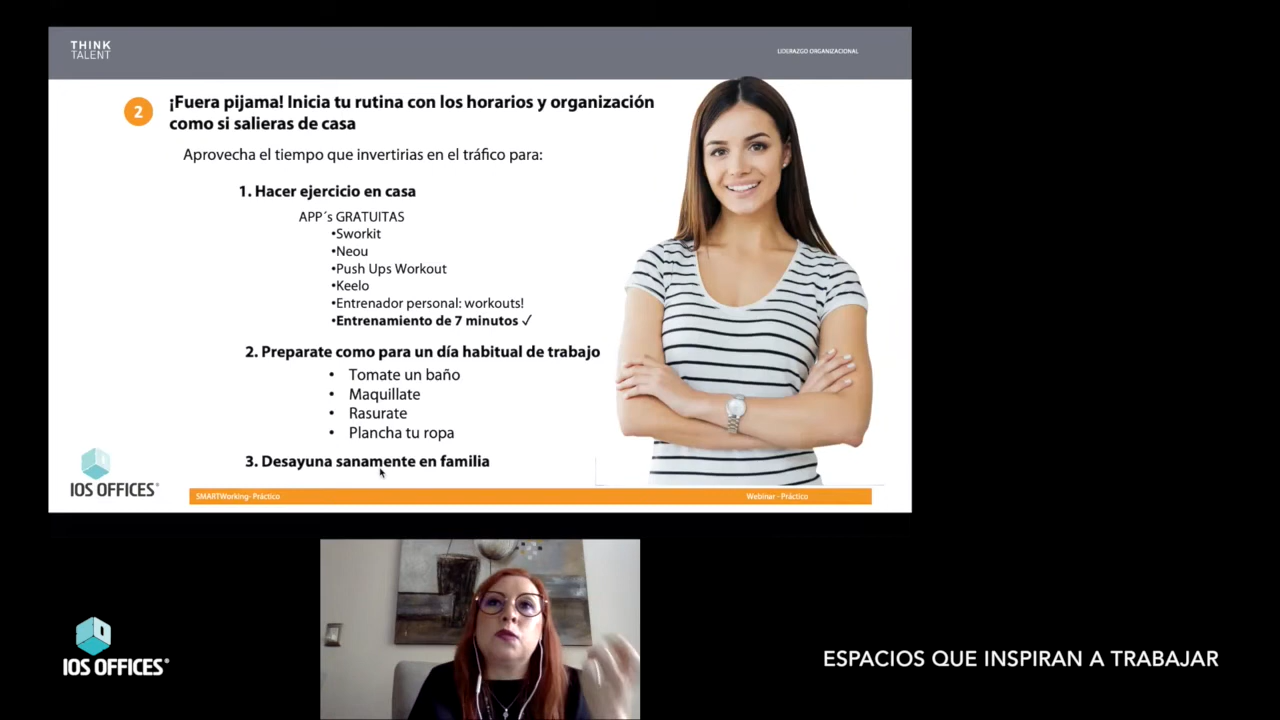 THINK
TALENT
LIDERAZGO ORGANIZACIONAL
2
¡Fuera pijama! Inicia tu rutina con los horarios y organización
como si salieras de casa
Aprovecha el tiempo que invertirias en el tráfico para:
1. Hacer ejercicio en casa
APP´s GRATUITAS
•Sworkit
•Neou
•Push Ups Workout
•Keelo
•Entrenador personal: workouts!
•Entrenamiento de 7 minutos ✓
2. Preparate como para un día habitual de trabajo
• Tomate un baño
• Maquillate
• Rasurate
• Plancha tu ropa
3. Desayuna sanamente en familia
IOS OFFICES®
SMARTWorking- Práctico
Webinar - Práctico
IOS OFFICES®
ESPACIOS QUE INSPIRAN A TRABAJAR